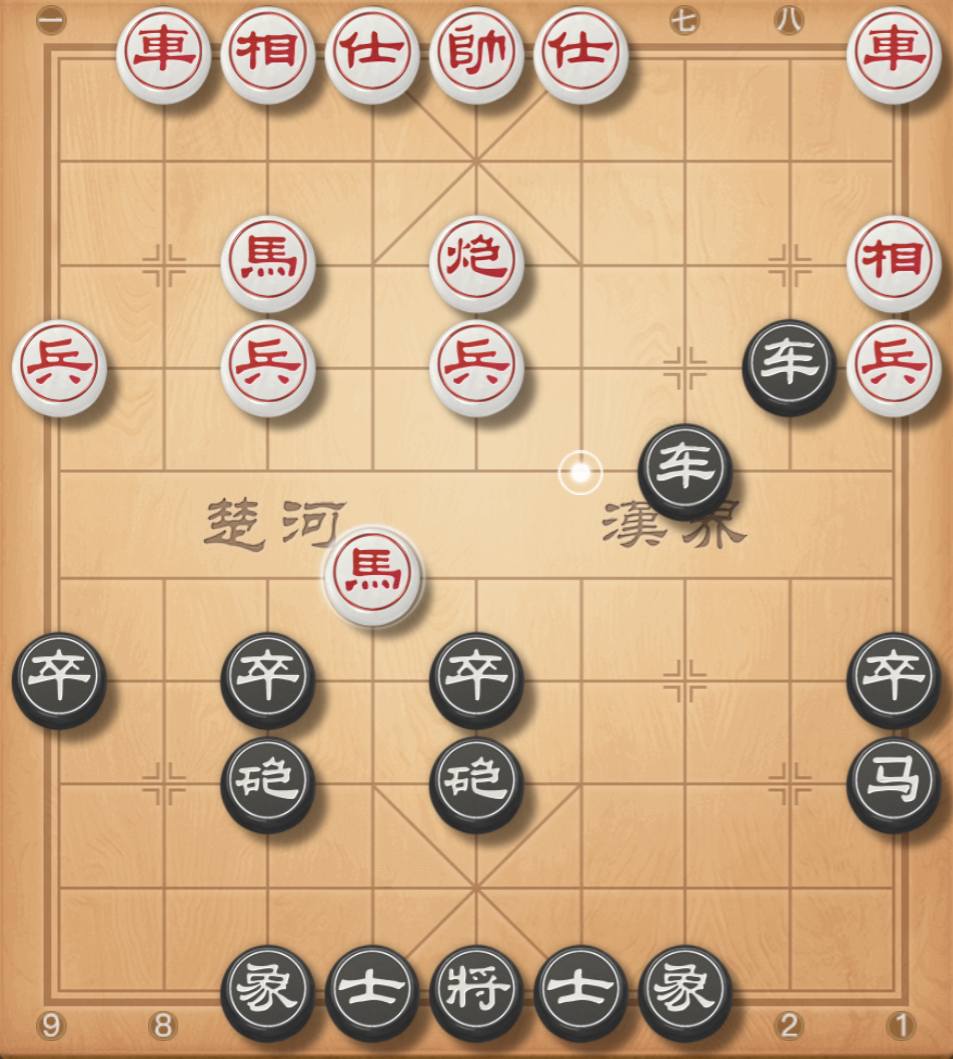 一 車 相 仕 帥 仕 七 八 車
馬 炮 相
兵 兵 兵 车 兵
车
楚河 漢界
馬
卒 卒 卒 卒
砲 砲 马
象 士 将 士 象
9 8 2 1